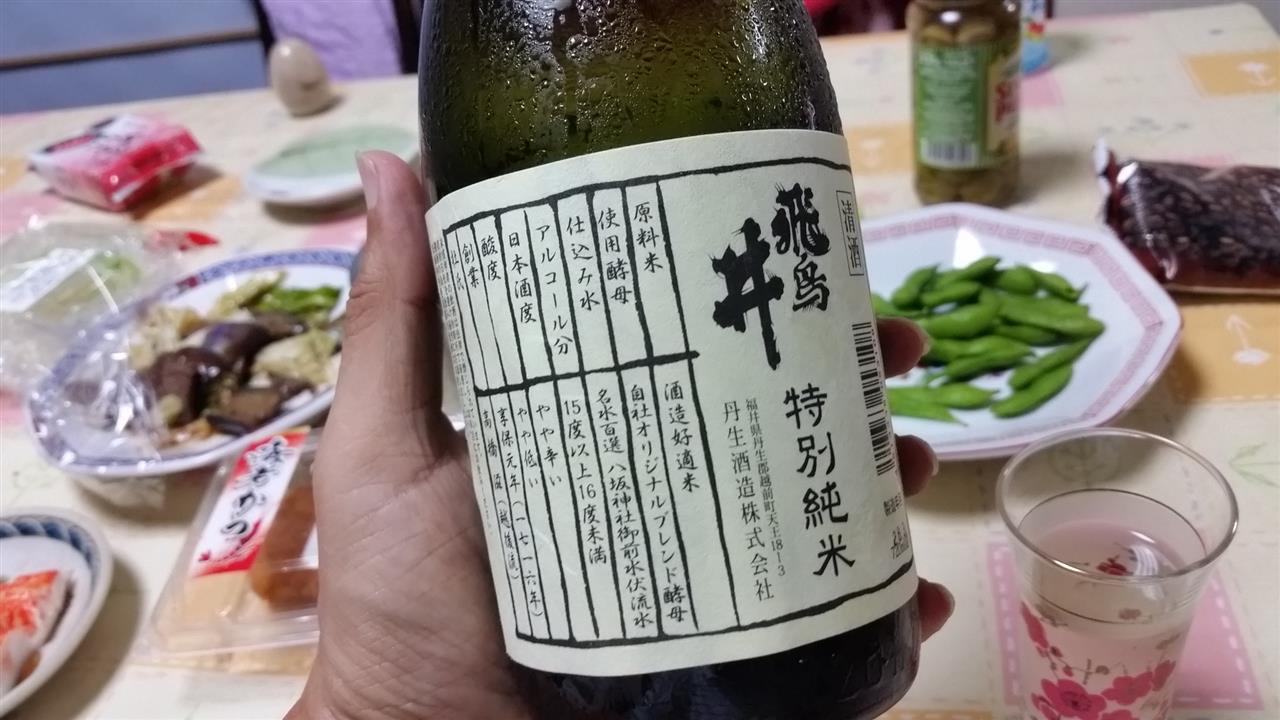 清酒
飛鳥井
特別純米
福井県丹生郡越前町天王18-3
丹生酒造株式会社
原料米
酒造好適米
使用酵母
自社オリジナルブレンド酵母
仕込み水
名水百選 八坂神社御前水伏流水
アルコール分
15度以上16度未満
日本酒度
やや辛い
酸度
やや低い
創業
享保元年(一七一六年)
杜氏